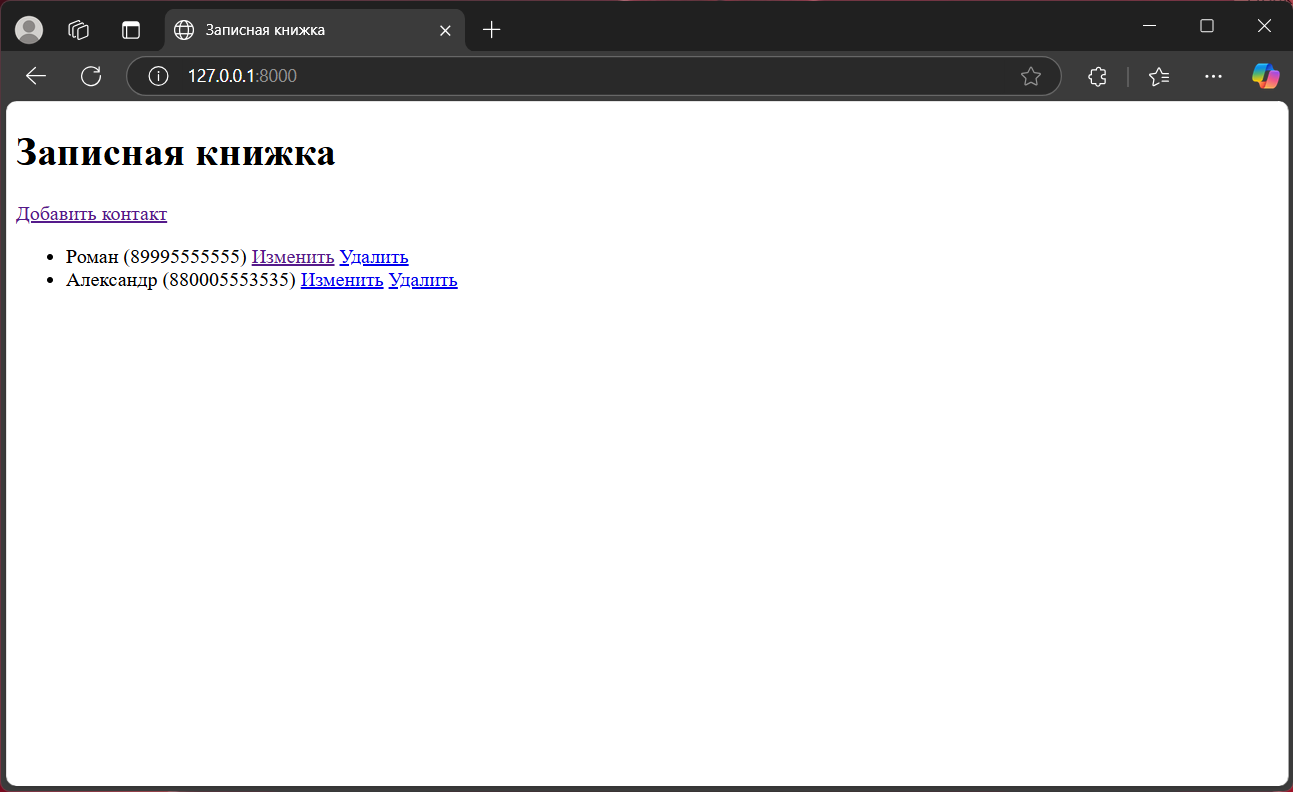 Записная книжка
127.0.0.1:8000
Записная книжка
Добавить контакт
Роман (89995555555) Изменить Удалить
Александр (880005553535) Изменить Удалить